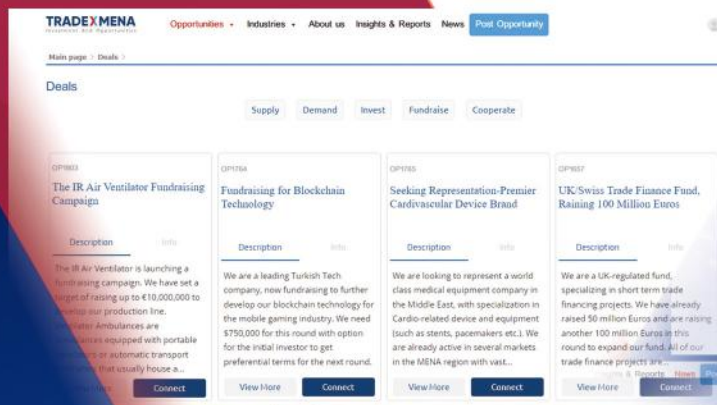 TRADEXMENA
Investment And Opportunities
Opportunities Industries About us Insights & Reports News Post Opportunity
Main page > Deals >
Deals
Supply Demand Invest Fundraise Cooperate
The IR Air Ventilator Fundraising
Campaign
Description Info
The IR Air Ventilator is launching a
fundraising campaign. We have set a
target of raising up to €10,000,000 to
develop our production line.
Ambulances are
equipped with portable
or automatic transport
that usually house a...
More Connect
OP1764
Fundraising for Blockchain
Technology
Description Info
We are a leading Turkish Tech
company, now fundraising to further
develop our blockchain technology for
the mobile gaming industry. We need
$750,000 for this round with option
for the initial investor to get
preferential terms for the next round.
View More Connect
OP1765
Seeking Representation-Premier
Cardivascular Device Brand
Description Info
We are looking to represent a world
class medical equipment company in
the Middle East, with specialization in
Cardio-related device and equipment
(such as stents, pacemakers etc.). We
are already active in several markets
in the MENA region with vast...
View More Connect
UK/Swiss Trade Finance Fund,
Raining 100 Million Euros
Description Info
We are a UK-regulated fund,
specializing in short term trade
financing projects. We have already
raised 50 million Euros and are raising
another 100 million Euros in this
round to expand our fund. All of our
trade finance projects are...
View More Connect
& Reports News